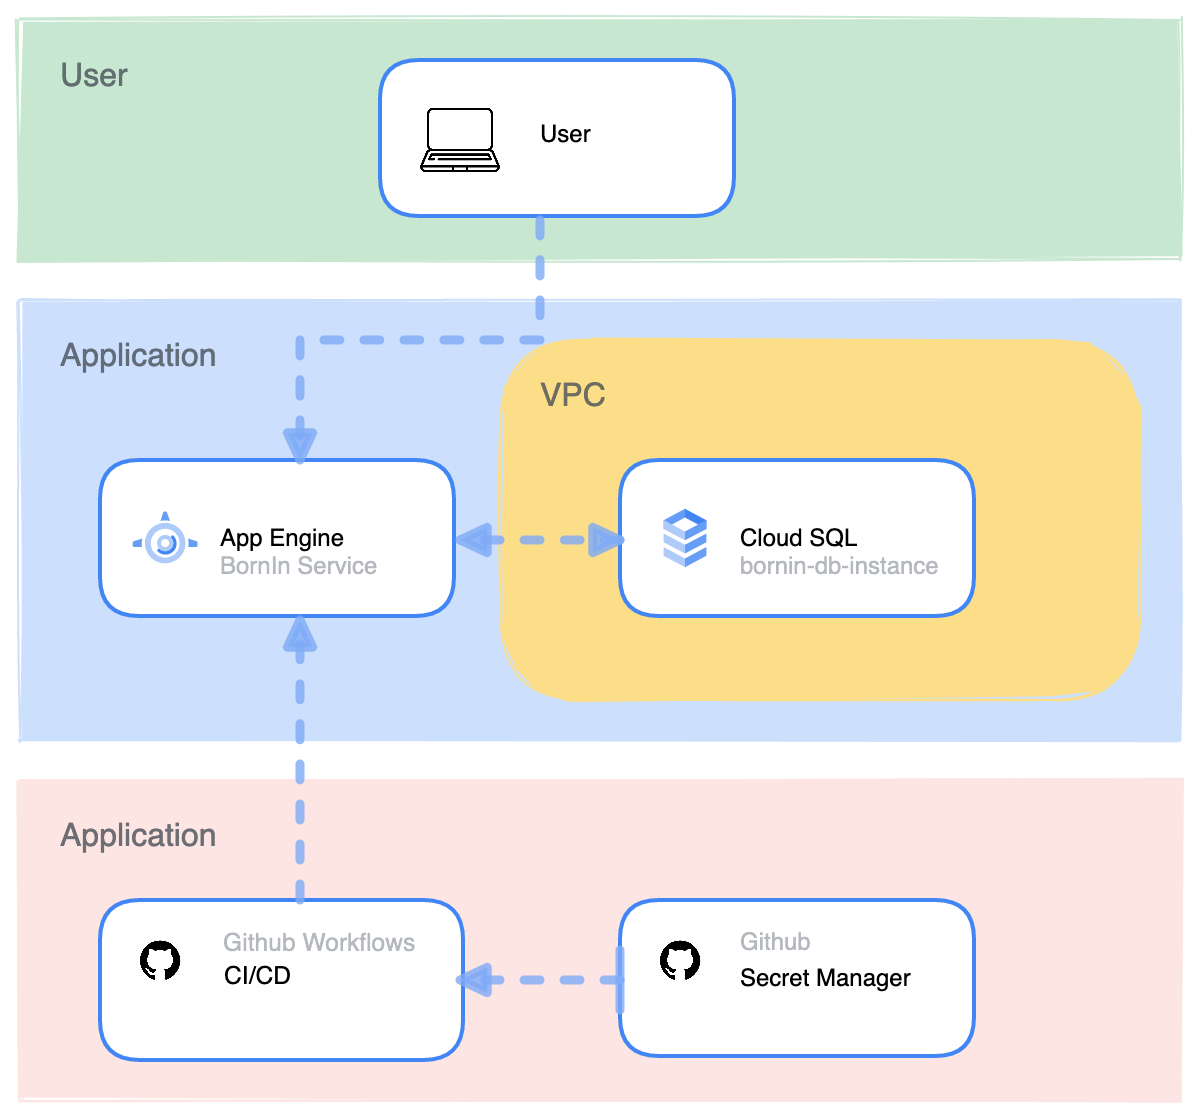 User
User
Application
VPC
App Engine
BornIn Service
Cloud SQL
bornin-db-instance
Application
Github Workflows
CI/CD
Github
Secret Manager